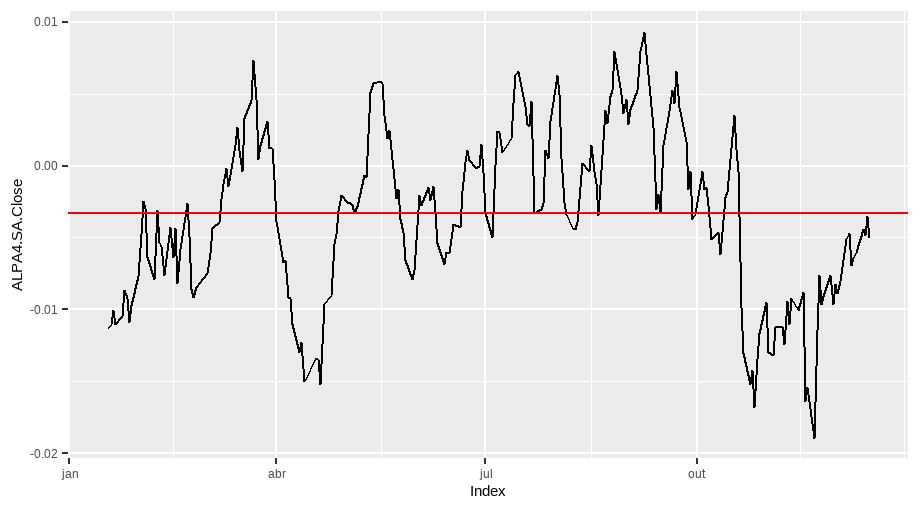 ALPA4.SA.Close
0.01
0.00
-0.01
-0.02
jan
abr
jul
out
Index